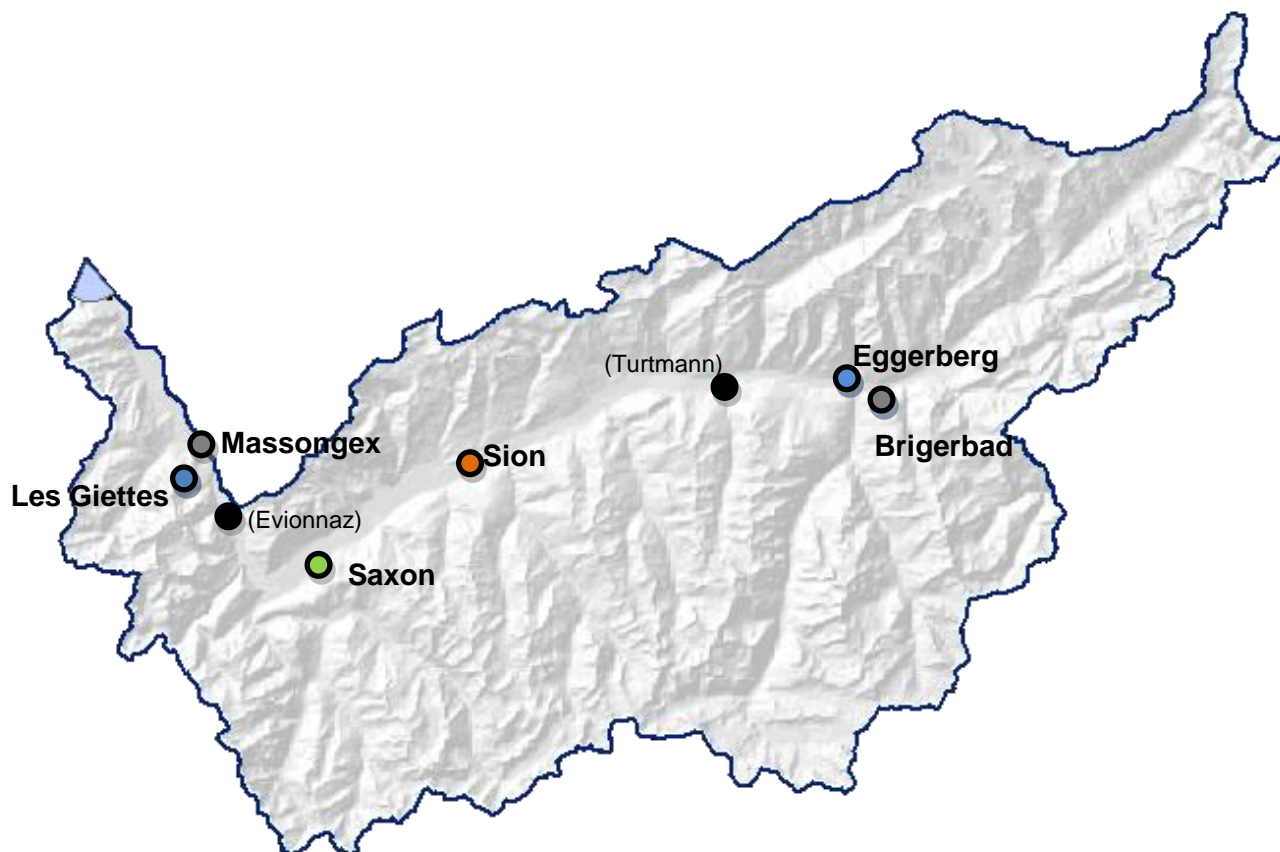 Eggerberg
(Turtmann)
Brigerbad
Massongex
Sion
Les Giettes
(Evionnaz)
Saxon